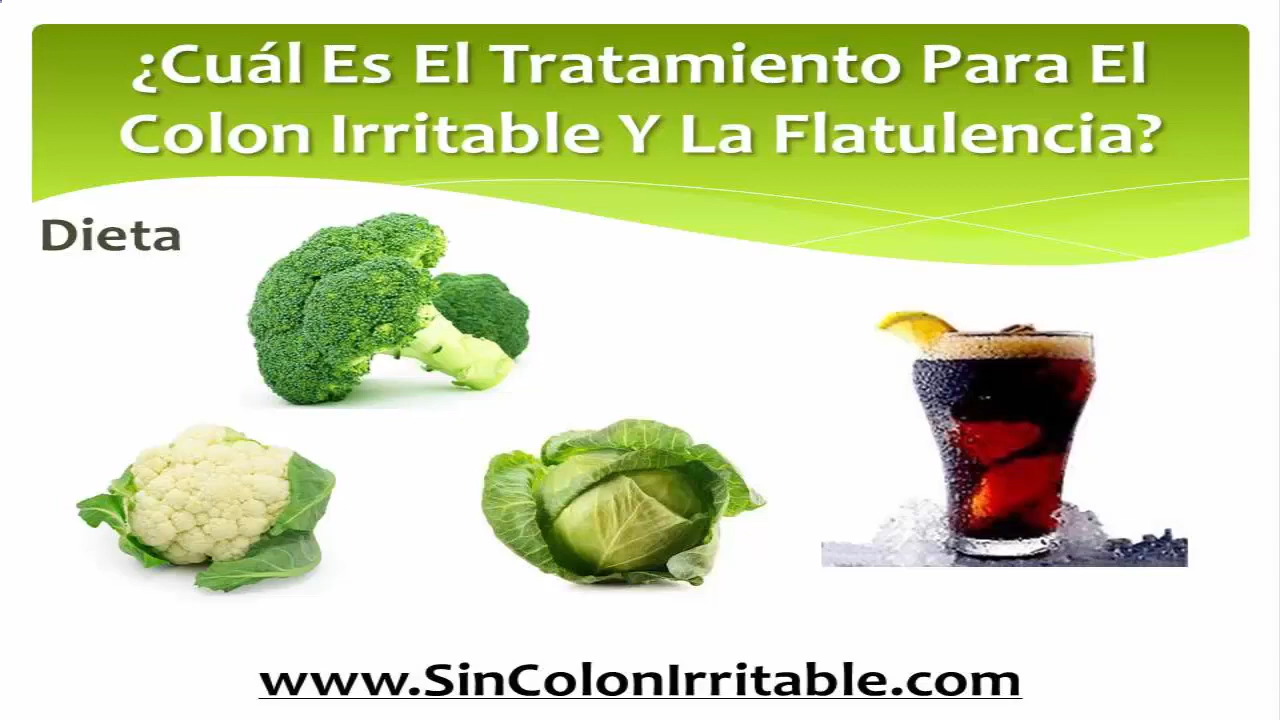 ¿Cuál Es El Tratamiento Para El
Colon Irritable Y La Flatulencia?
Dieta
www.SinColonIrritable.com